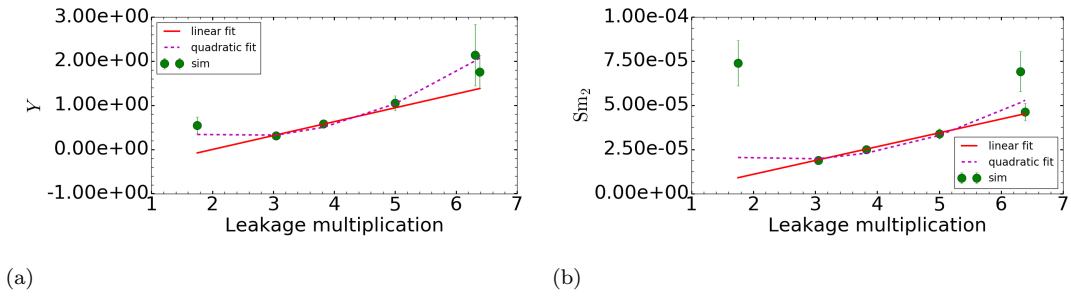 3.00e+00
2.00e+00
1.00e+00
0.00e+00
-1.00e+00
Y
linear fit
quadratic fit
sim
1 2 3 4 5 6 7
Leakage multiplication
(a)
1.00e-04
7.50e-05
5.00e-05
2.50e-05
0.00e+00
Sm₂
linear fit
quadratic fit
sim
1 2 3 4 5 6 7
Leakage multiplication
(b)